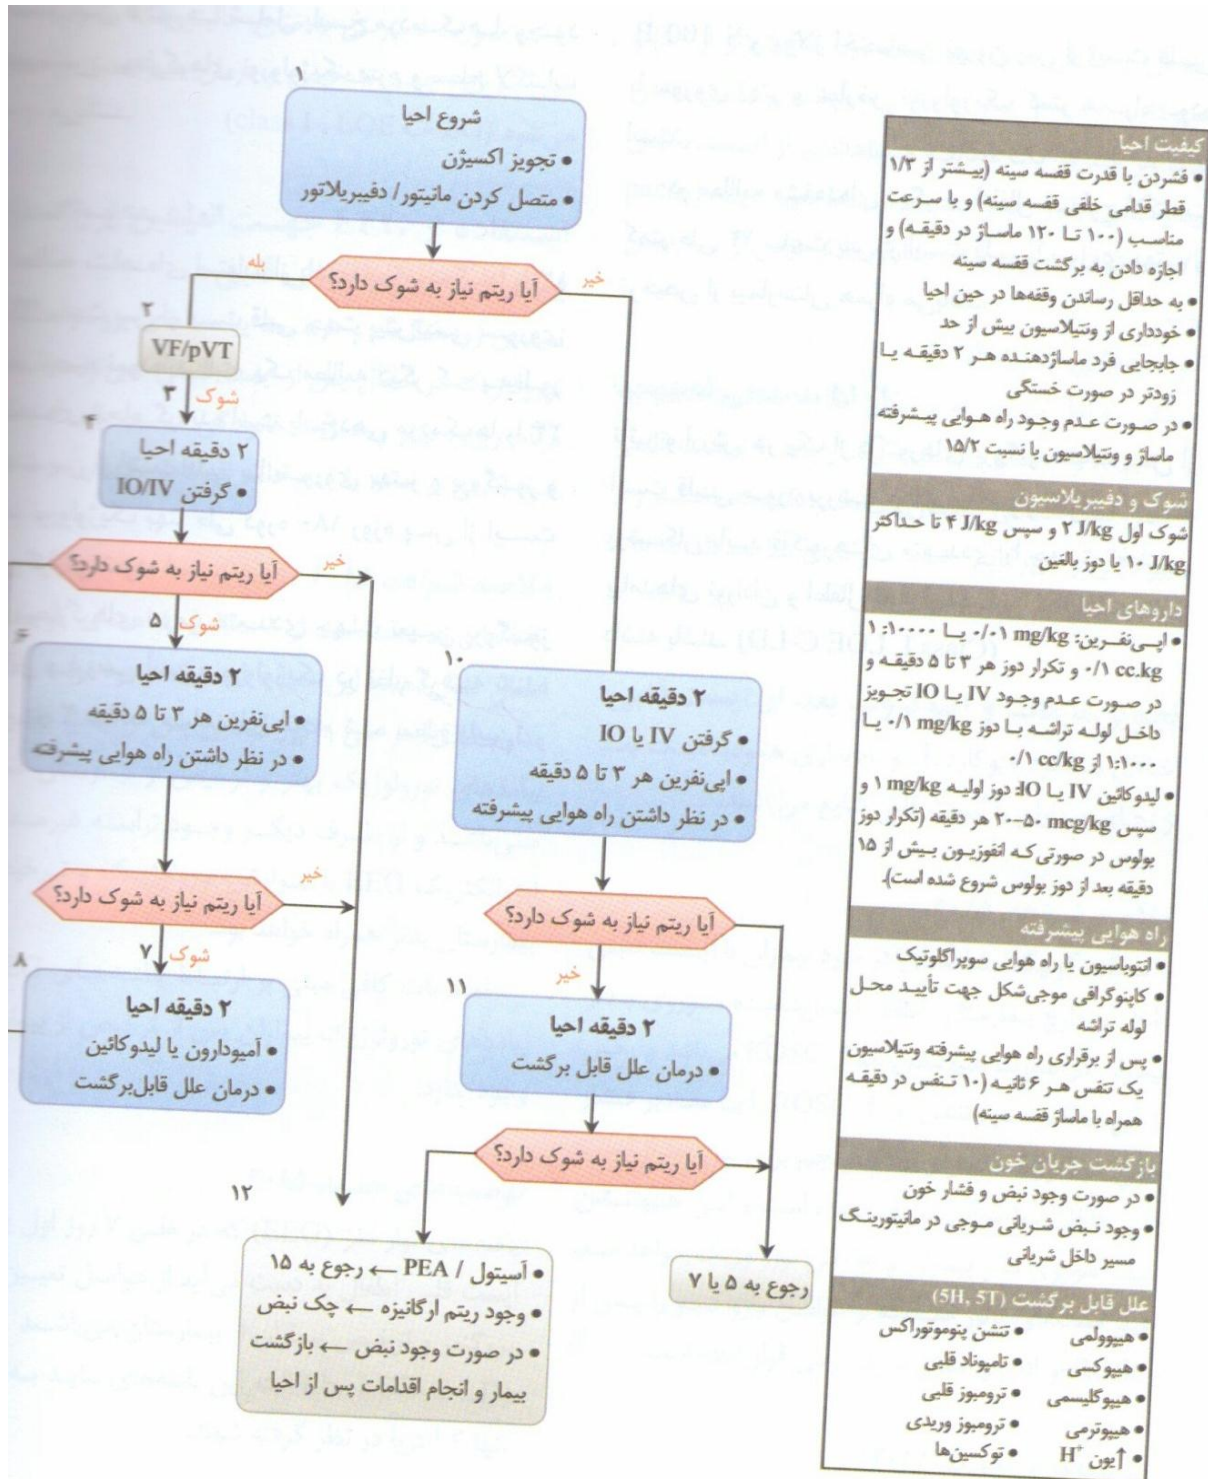 ۱
شروع احیا
• تجویز اکسیژن
• متصل کردن مانیتور/ دفیبریلاتور
آیا ریتم نیاز به شوک دارد؟
بله
خیر
۲
VF/pVT
۳ شوک
۴
۲ دقیقه احیا
• گرفتن IO/IV
آیا ریتم نیاز به شوک دارد؟
خیر
۵ شوک
۶
۲ دقیقه احیا
• اپی‌نفرین هر ۳ تا ۵ دقیقه
• در نظر داشتن راه هوایی پیشرفته
آیا ریتم نیاز به شوک دارد؟
خیر
۷ شوک
۸
۲ دقیقه احیا
• آمیودارون یا لیدوکائین
• درمان علل قابل‌برگشت
۱۰
۲ دقیقه احیا
• گرفتن IV یا IO
• اپی‌نفرین هر ۳ تا ۵ دقیقه
• در نظر داشتن راه هوایی پیشرفته
آیا ریتم نیاز به شوک دارد؟
خیر
۱۱
۲ دقیقه احیا
• درمان علل قابل برگشت
آیا ریتم نیاز به شوک دارد؟
۱۲
• آسیتول / PEA ← رجوع به ۱۵
• وجود ریتم ارگانیزه ← چک نبض
• در صورت وجود نبض ← بازگشت
بیمار و انجام اقدامات پس از احیا
رجوع به ۵ یا ۷
کیفیت احیا
• فشردن با قدرت قفسه سینه (بیشتر از ۱/۳
قطر قدامی خلفی قفسه سینه) و با سرعت
مناسب (۱۰۰ تا ۱۲۰ ماساژ در دقیقه) و
اجازه دادن به برگشت قفسه سینه
• به حداقل رساندن وقفه‌ها در حین احیا
• خودداری از ونتیلاسیون بیش از حد
• جابجایی فرد ماساژدهنده هر ۲ دقیقه یا
زودتر در صورت خستگی
• در صورت عدم وجود راه هوایی پیشرفته
ماساژ و ونتیلاسیون با نسبت ۱۵/۲
شوک و دفیبریلاسیون
شوک اول ۲ J/kg و سپس ۴ J/kg تا حداکثر
۱۰ J/kg یا دوز بالغین
داروهای احیا
• اپی‌نفرین: ۰/۰۱ mg/kg یا ۱:۱۰۰۰۰
۰/۱ cc.kg و تکرار دوز هر ۳ تا ۵ دقیقه و
در صورت عدم وجود IV یا IO تجویز
داخل لوله تراشه با دوز ۰/۱ mg/kg یا
۱:۱۰۰۰ از ۰/۱ cc/kg
• لیدوکائین IV یا IO: دوز اولیه ۱ mg/kg و
سپس ۲۰–۵۰ mcg/kg هر دقیقه (تکرار دوز
بولوس در صورتی‌که انفوزیون بیش از ۱۵
دقیقه بعد از دوز بولوس شروع شده است).
راه هوایی پیشرفته
• انتوباسیون یا راه هوایی سوپراگلوتیک
• کاپنوگرافی موجی‌شکل جهت تأیید محل
لوله تراشه
• پس از برقراری راه هوایی پیشرفته ونتیلاسیون
یک تنفس هر ۶ ثانیه (۱۰ تنفس در دقیقه
همراه با ماساژ قفسه سینه)
بازگشت جریان خون
• در صورت وجود نبض و فشار خون
• وجود نبض شریانی موجی در مانیتورینگ
مسیر داخل شریانی
علل قابل برگشت (5H, 5T)
• هیپوولمی • تنشن پنوموتوراکس
• هیپوکسی • تامپوناد قلبی
• هیپوگلیسمی • ترومبوز قلبی
• هیپوترمی • ترومبوز وریدی
• ↑یون H⁺ • توکسین‌ها